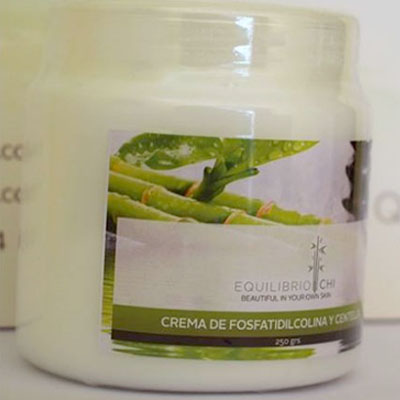 EQUILIBRIO CHI
BEAUTIFUL IN YOUR OWN SKIN
CREMA DE FOSFATIDILCOLINA Y
250 grs